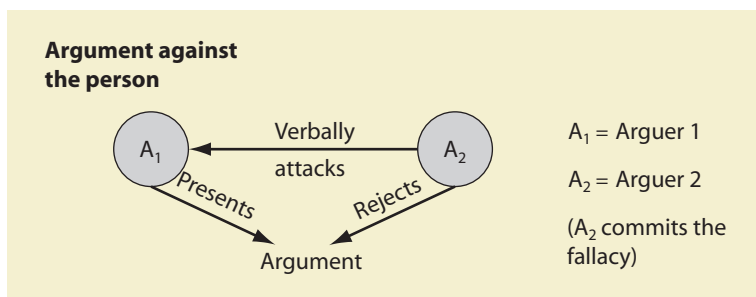 Argument against
the person
A₁
Verbally
attacks
A₂
Presents
Rejects
Argument
A₁ = Arguer 1
A₂ = Arguer 2
(A₂ commits the
fallacy)